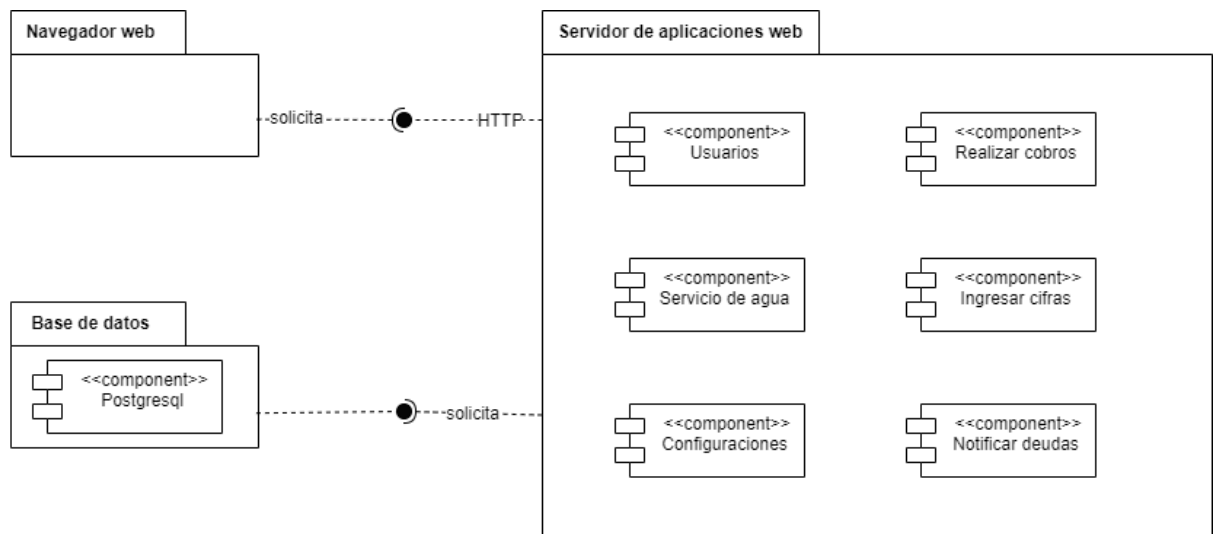 Navegador web
Servidor de aplicaciones web
solicita
HTTP
<<component>>
Usuarios
<<component>>
Realizar cobros
<<component>>
Servicio de agua
<<component>>
Ingresar cifras
Base de datos
<<component>>
Postgresql
solicita
<<component>>
Configuraciones
<<component>>
Notificar deudas